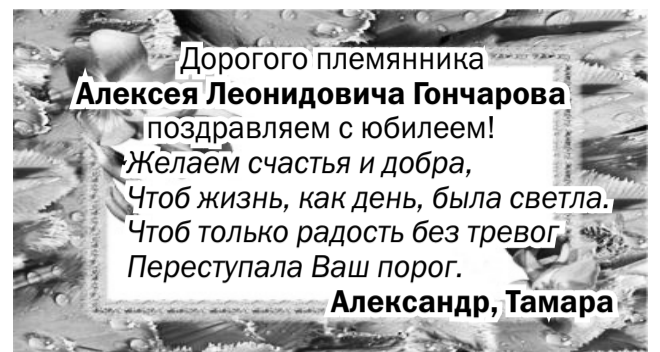 Дорогого племянника
Алексея Леонидовича Гончарова
поздравляем с юбилеем!
Желаем счастья и добра,
Чтоб жизнь, как день, была светла.
Чтоб только радость без тревог
Переступала Ваш порог.
Александр, Тамара